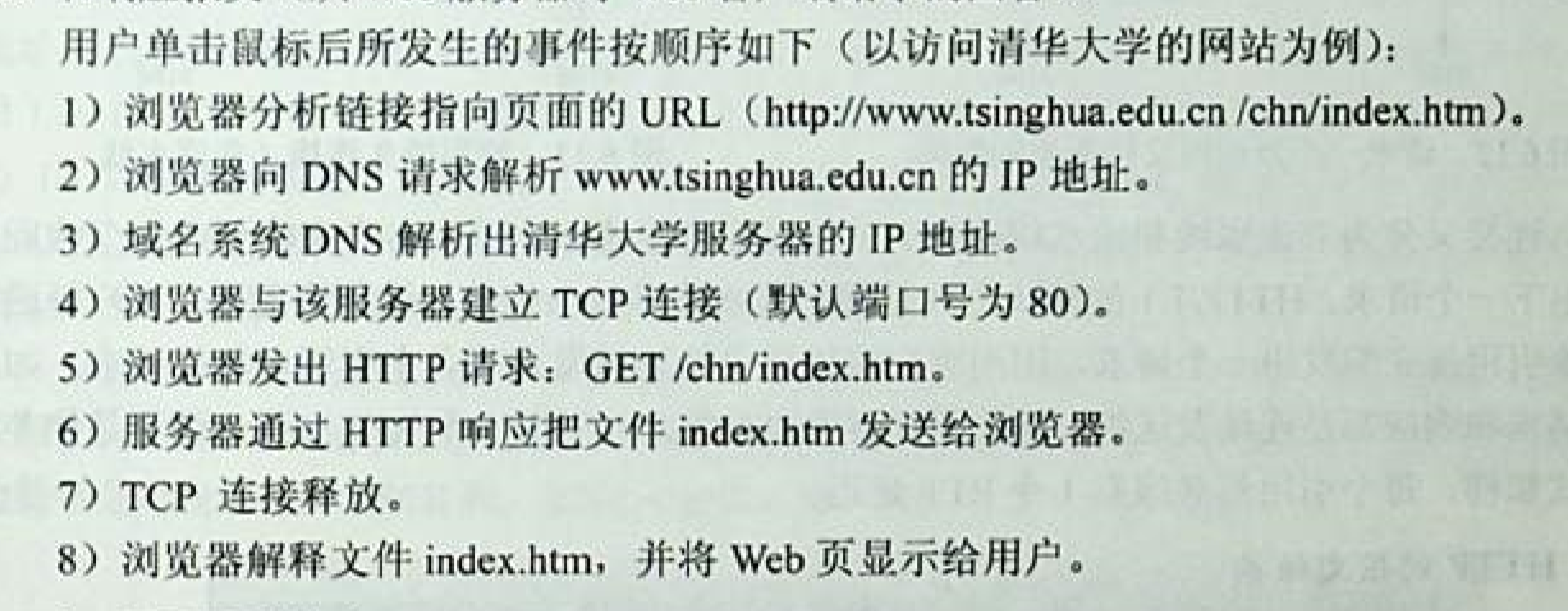 用户单击鼠标后所发生的事件按顺序如下（以访问清华大学的网站为例）：
1）浏览器分析链接指向页面的 URL（http://www.tsinghua.edu.cn /chn/index.htm）。
2）浏览器向 DNS 请求解析 www.tsinghua.edu.cn 的 IP 地址。
3）域名系统 DNS 解析出清华大学服务器的 IP 地址。
4）浏览器与该服务器建立 TCP 连接（默认端口号为 80）。
5）浏览器发出 HTTP 请求：GET /chn/index.htm。
6）服务器通过 HTTP 响应把文件 index.htm 发送给浏览器。
7）TCP 连接释放。
8）浏览器解释文件 index.htm，并将 Web 页显示给用户。